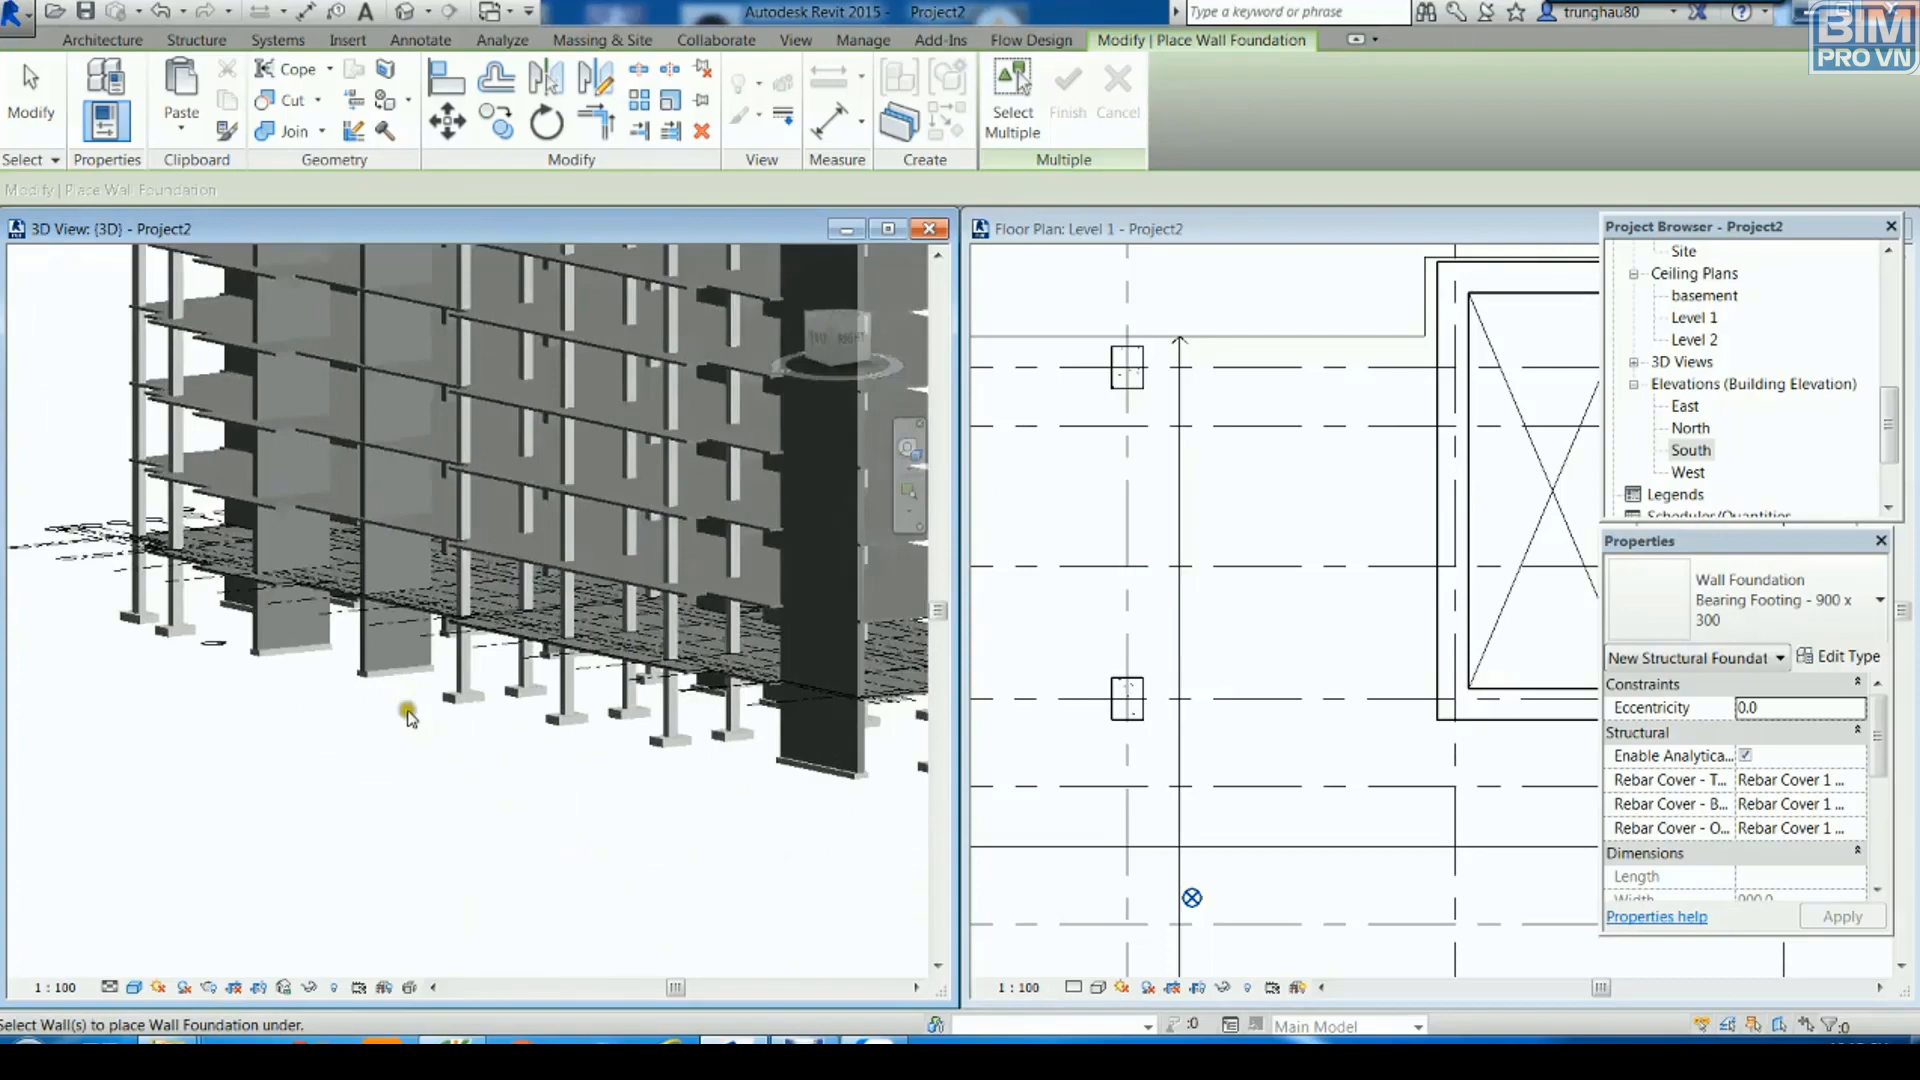 Autodesk Revit 2015 - Project2
Type a keyword or phrase
trunghau80
BIM
PRO VN
Architecture Structure Systems Insert Annotate Analyze Massing & Site Collaborate View Manage Add-Ins Flow Design Modify | Place Wall Foundation
Modify
Paste
Cope
Cut
Join
Select
Multiple
Finish
Cancel
Select Properties Clipboard Geometry Modify View Measure Create Multiple
Modify | Place Wall Foundation
3D View: {3D} - Project2
RIGHT
1 : 100
Floor Plan: Level 1 - Project2
1 : 100
Project Browser - Project2
Site
Ceiling Plans
basement
Level 1
Level 2
3D Views
Elevations (Building Elevation)
East
North
South
West
Legends
Schedules/Quantities
Properties
Wall Foundation
Bearing Footing - 900 x
300
New Structural Foundat
Edit Type
Constraints
Eccentricity 0.0
Structural
Enable Analytica...
Rebar Cover - T... Rebar Cover 1 ...
Rebar Cover - B... Rebar Cover 1 ...
Rebar Cover - O... Rebar Cover 1 ...
Dimensions
Length
Width 900.0
Properties help
Apply
Select Wall(s) to place Wall Foundation under.
:0
Main Model
:0